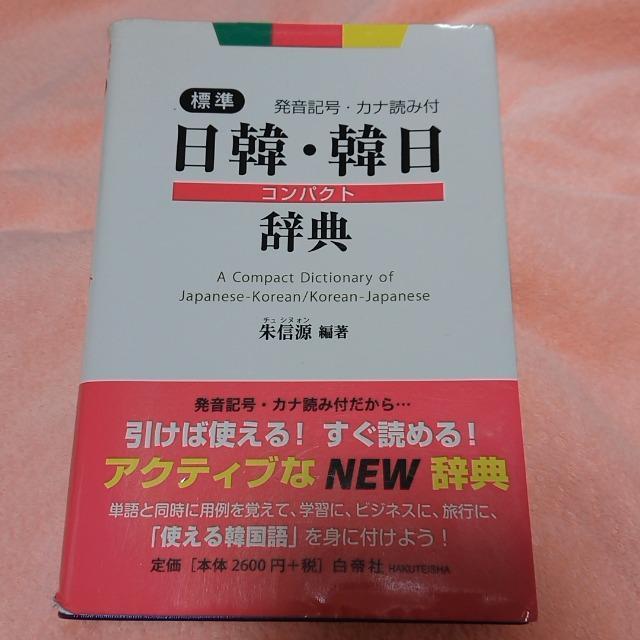 標準 発音記号・カナ読み付
日韓・韓日
コンパクト
辞典
A Compact Dictionary of
Japanese-Korean/Korean-Japanese
チュ シヌォン
朱信源 編著
発音記号・カナ読み付だから…
引けば使える！すぐ読める！
アクティブな NEW 辞典
単語と同時に用例を覚えて、学習に、ビジネスに、旅行に、
「使える韓国語」を身に付けよう！
定価［本体2600円＋税］白帝社 HAKUTEISHA